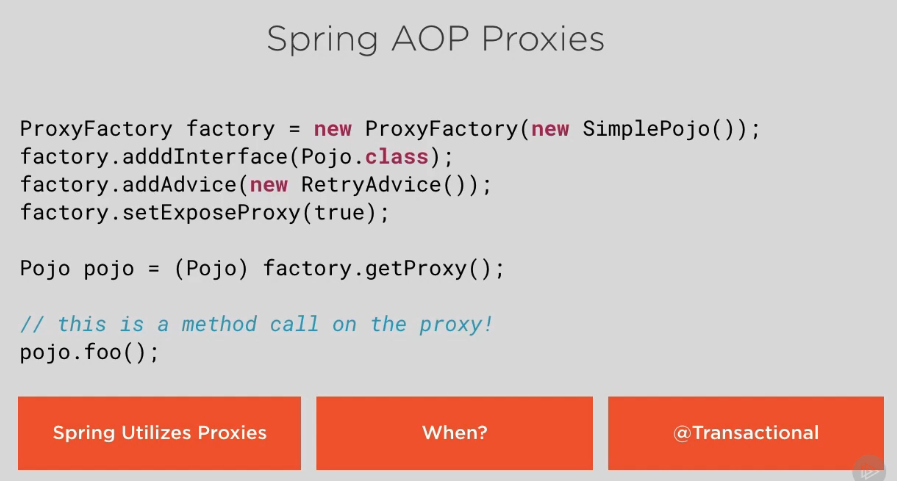 Spring AOP Proxies
ProxyFactory factory = new ProxyFactory(new SimplePojo());
factory.adddInterface(Pojo.class);
factory.addAdvice(new RetryAdvice());
factory.setExposeProxy(true);
Pojo pojo = (Pojo) factory.getProxy();
// this is a method call on the proxy!
pojo.foo();
Spring Utilizes Proxies
When?
@Transactional